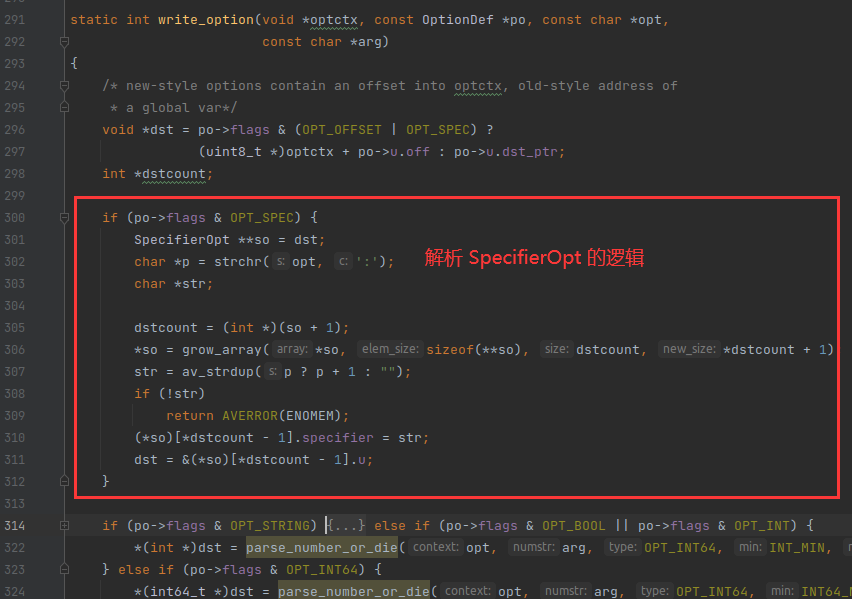 291 static int write_option(void *optctx, const OptionDef *po, const char *opt,
292 const char *arg)
293 {
294 /* new-style options contain an offset into optctx, old-style address of
295 * a global var*/
296 void *dst = po->flags & (OPT_OFFSET | OPT_SPEC) ?
297 (uint8_t *)optctx + po->u.off : po->u.dst_ptr;
298 int *dstcount;
299
300 if (po->flags & OPT_SPEC) {
301 SpecifierOpt **so = dst;
302 char *p = strchr( s: opt, c: ':'); 解析 SpecifierOpt 的逻辑
303 char *str;
304
305 dstcount = (int *)(so + 1);
306 *so = grow_array( array: *so, elem_size: sizeof(**so), size: dstcount, new_size: *dstcount + 1)
307 str = av_strdup( s: p ? p + 1 : "");
308 if (!str)
309 return AVERROR(ENOMEM);
310 (*so)[*dstcount - 1].specifier = str;
311 dst = &(*so)[*dstcount - 1].u;
312 }
313
314 if (po->flags & OPT_STRING) {...} else if (po->flags & OPT_BOOL || po->flags & OPT_INT) {
322 *(int *)dst = parse_number_or_die( context: opt, numstr: arg, type: OPT_INT64, min: INT_MIN,
323 } else if (po->flags & OPT_INT64) {
324 *(int64_t *)dst = parse_number_or_die( context: opt, numstr: arg, type: OPT_INT64, min: INT64_M